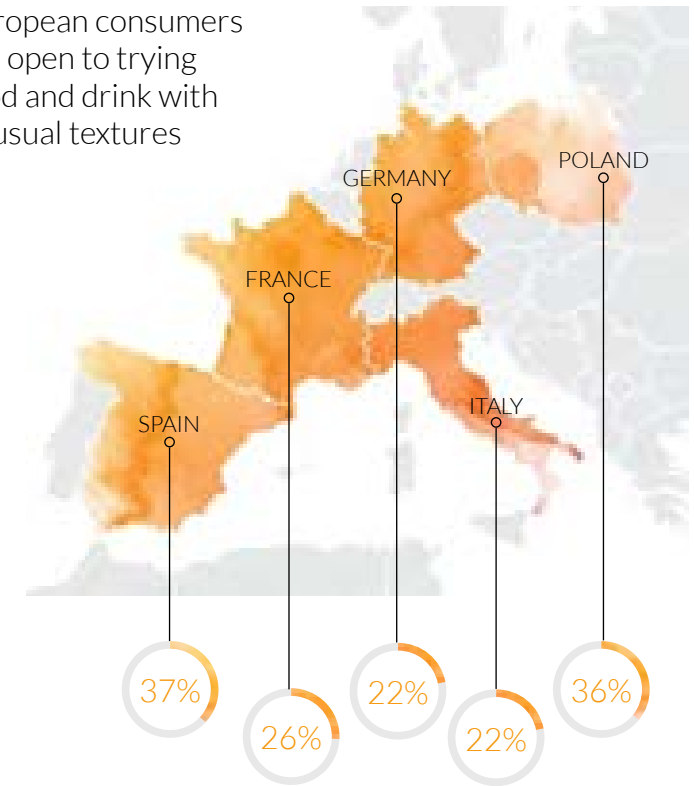 ropean consumers
open to trying
d and drink with
usual textures
POLAND
GERMANY
FRANCE
ITALY
SPAIN
37%
26%
22%
22%
36%